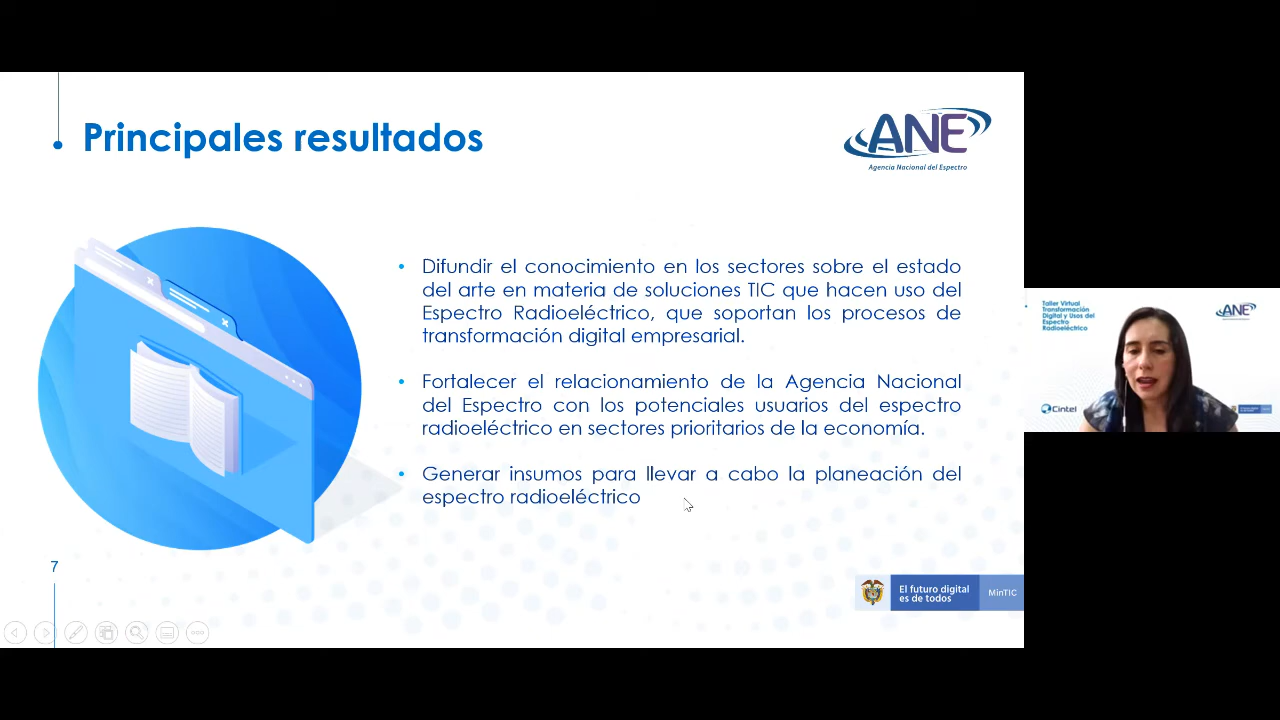 Principales resultados
ANE
Agencia Nacional del Espectro
• Difundir el conocimiento en los sectores sobre el estado
del arte en materia de soluciones TIC que hacen uso del
Espectro Radioeléctrico, que soportan los procesos de
transformación digital empresarial.
• Fortalecer el relacionamiento de la Agencia Nacional
del Espectro con los potenciales usuarios del espectro
radioeléctrico en sectores prioritarios de la economía.
• Generar insumos para llevar a cabo la planeación del
espectro radioeléctrico
7
El futuro digital
es de todos
MinTIC
Taller Virtual
Transformación
Digital y Usos del
Espectro
Radioeléctrico
ANE
Cintel